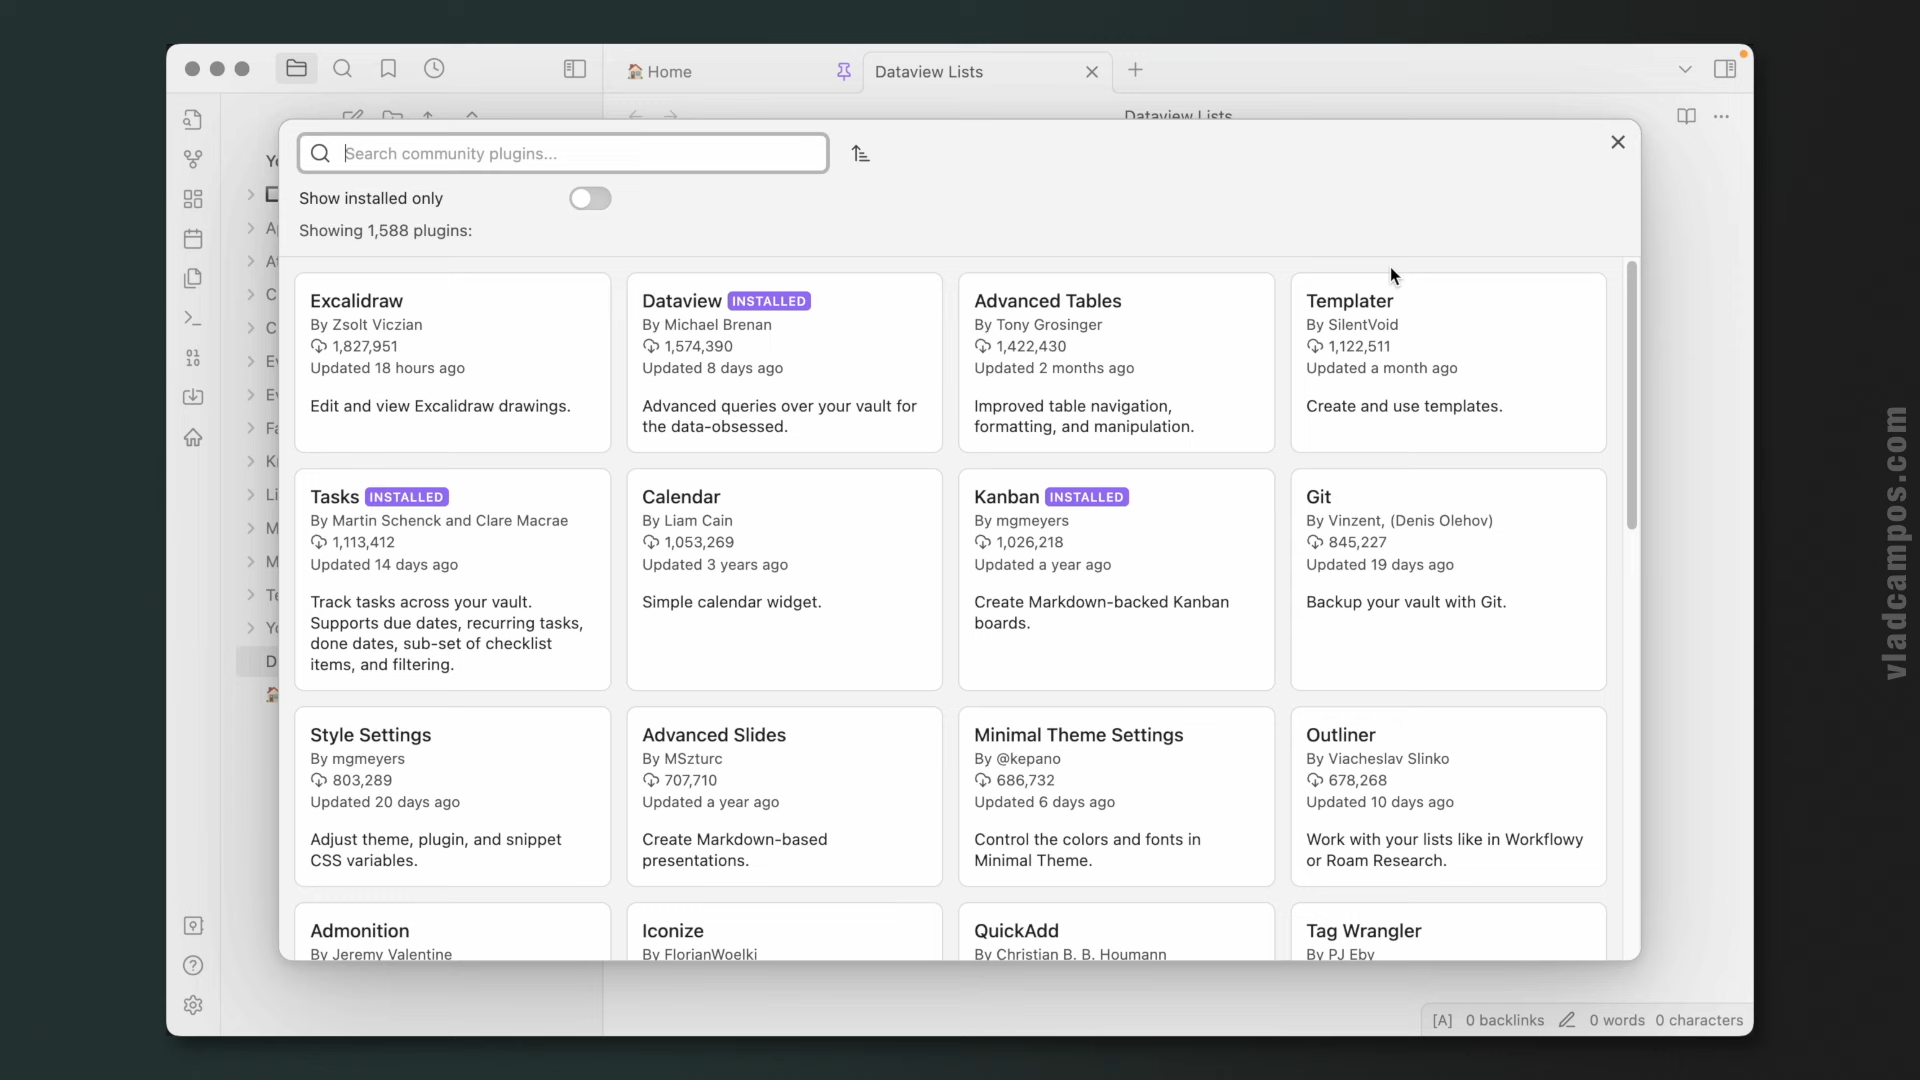 Home
Dataview Lists
Dataview Lists
Search community plugins...
Show installed only
Showing 1,588 plugins:
Excalidraw
By Zsolt Viczian
1,827,951
Updated 18 hours ago
Edit and view Excalidraw drawings.
Dataview INSTALLED
By Michael Brenan
1,574,390
Updated 8 days ago
Advanced queries over your vault for
the data-obsessed.
Advanced Tables
By Tony Grosinger
1,422,430
Updated 2 months ago
Improved table navigation,
formatting, and manipulation.
Templater
By SilentVoid
1,122,511
Updated a month ago
Create and use templates.
Tasks INSTALLED
By Martin Schenck and Clare Macrae
1,113,412
Updated 14 days ago
Track tasks across your vault.
Supports due dates, recurring tasks,
done dates, sub-set of checklist
items, and filtering.
Calendar
By Liam Cain
1,053,269
Updated 3 years ago
Simple calendar widget.
Kanban INSTALLED
By mgmeyers
1,026,218
Updated a year ago
Create Markdown-backed Kanban
boards.
Git
By Vinzent, (Denis Olehov)
845,227
Updated 19 days ago
Backup your vault with Git.
Style Settings
By mgmeyers
803,289
Updated 20 days ago
Adjust theme, plugin, and snippet
CSS variables.
Advanced Slides
By MSzturc
707,710
Updated a year ago
Create Markdown-based
presentations.
Minimal Theme Settings
By @kepano
686,732
Updated 6 days ago
Control the colors and fonts in
Minimal Theme.
Outliner
By Viacheslav Slinko
678,268
Updated 10 days ago
Work with your lists like in Workflowy
or Roam Research.
Admonition
By Jeremy Valentine
Iconize
By FlorianWoelki
QuickAdd
By Christian B. B. Houmann
Tag Wrangler
By PJ Eby
[A] 0 backlinks 0 words 0 characters
vladcampos.com